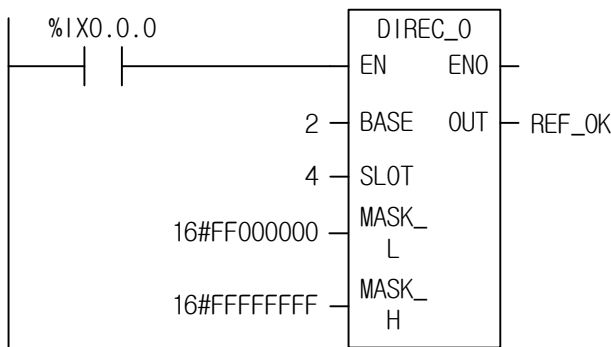 %IX0.0.0
DIREC_O
EN ENO
2 BASE OUT REF_OK
4 SLOT
16#FF000000 MASK_
L
16#FFFFFFFF MASK_
H